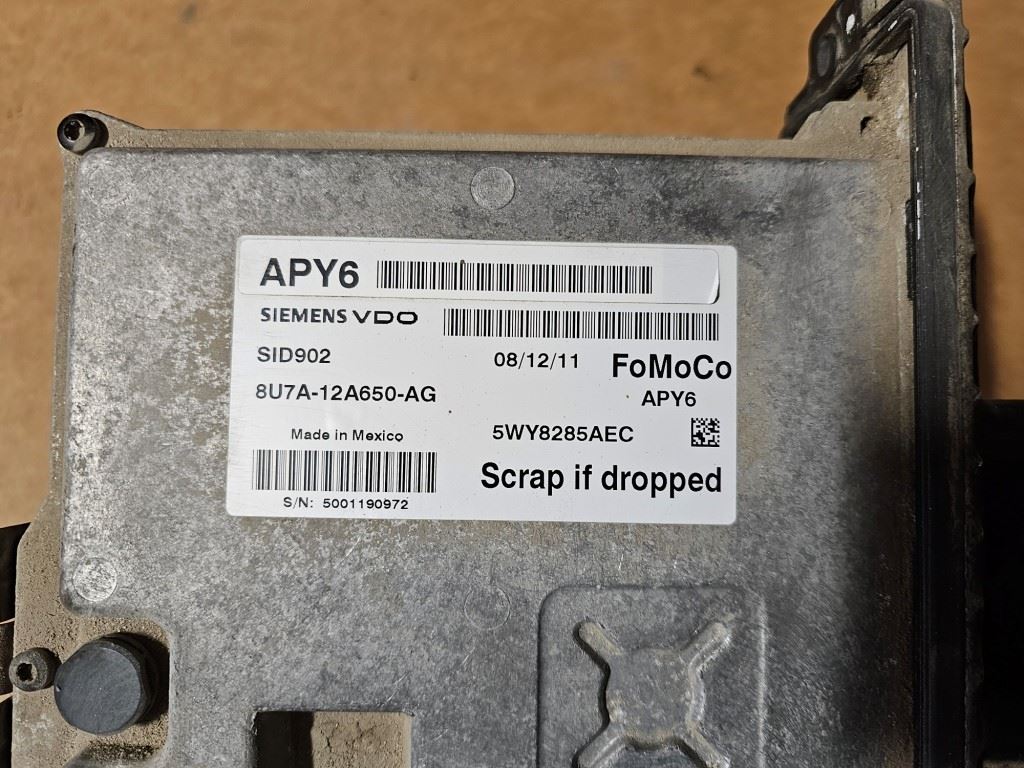 APY6
SIEMENS VDO
SID902 08/12/11 FoMoCo
8U7A-12A650-AG APY6
Made in Mexico 5WY8285AEC
Scrap if dropped
S/N: 5001190972